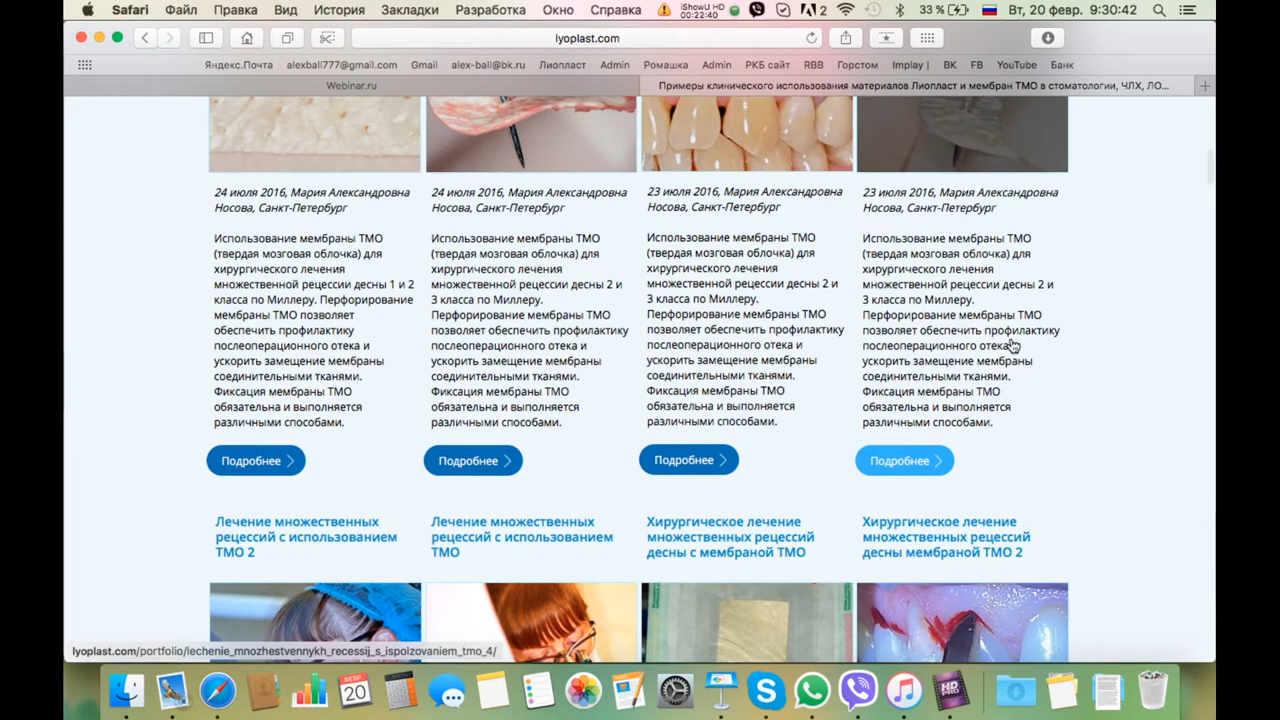 Safari Файл Правка Вид История Закладки Разработка Окно Справка iShowU HD 00:22:40 2 33 % Вт, 20 февр. 9:30:42
lyoplast.com
Яндекс.Почта alexball777@gmail.com Gmail alex-ball@bk.ru Лиопласт Admin Ромашка Admin РКБ сайт RBB Горстом Implay | ВК FB YouTube Банк
Webinar.ru
Примеры клинического использования материалов Лиопласт и мембран ТМО в стоматологии, ЧЛХ, ЛО...
24 июля 2016, Мария Александровна
Носова, Санкт-Петербург
Использование мембраны ТМО
(твердая мозговая облочка) для
хирургического лечения
множественной рецессии десны 1 и 2
класса по Миллеру. Перфорирование
мембраны ТМО позволяет
обеспечить профилактику
послеоперационного отека и
ускорить замещение мембраны
соединительными тканями.
Фиксация мембраны ТМО
обязательна и выполняется
различными способами.
Подробнее
24 июля 2016, Мария Александровна
Носова, Санкт-Петербург
Использование мембраны ТМО
(твердая мозговая облочка) для
хирургического лечения
множественной рецессии десны 2 и
3 класса по Миллеру.
Перфорирование мембраны ТМО
позволяет обеспечить профилактику
послеоперационного отека и
ускорить замещение мембраны
соединительными тканями.
Фиксация мембраны ТМО
обязательна и выполняется
различными способами.
Подробнее
23 июля 2016, Мария Александровна
Носова, Санкт-Петербург
Использование мембраны ТМО
(твердая мозговая облочка) для
хирургического лечения
множественной рецессии десны 2 и
3 класса по Миллеру.
Перфорирование мембраны ТМО
позволяет обеспечить профилактику
послеоперационного отека и
ускорить замещение мембраны
соединительными тканями.
Фиксация мембраны ТМО
обязательна и выполняется
различными способами.
Подробнее
23 июля 2016, Мария Александровна
Носова, Санкт-Петербург
Использование мембраны ТМО
(твердая мозговая облочка) для
хирургического лечения
множественной рецессии десны 2 и
3 класса по Миллеру.
Перфорирование мембраны ТМО
позволяет обеспечить профилактику
послеоперационного отека
ускорить замещение мембраны
соединительными тканями.
Фиксация мембраны ТМО
обязательна и выполняется
различными способами.
Подробнее
Лечение множественных
рецессий с использованием
ТМО 2
Лечение множественных
рецессий с использованием
ТМО
Хирургическое лечение
множественных рецессий
десны с мембраной ТМО
Хирургическое лечение
множественных рецессий
десны мембраной ТМО 2
lyoplast.com/portfolio/lechenie_mnozhestvennykh_recessij_s_ispolzovaniem_tmo_4/
ФЕВР.
20
HD
PRO